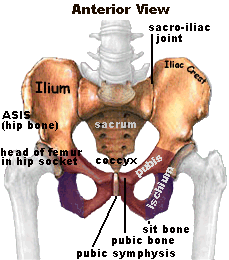 Anterior View
sacro-iliac
joint
Iliac Crest
Ilium
ASIS
(hip bone)
sacrum
head of femur
in hip socket
coccyx
pubis
ischium
sit bone
pubic bone
pubic symphysis